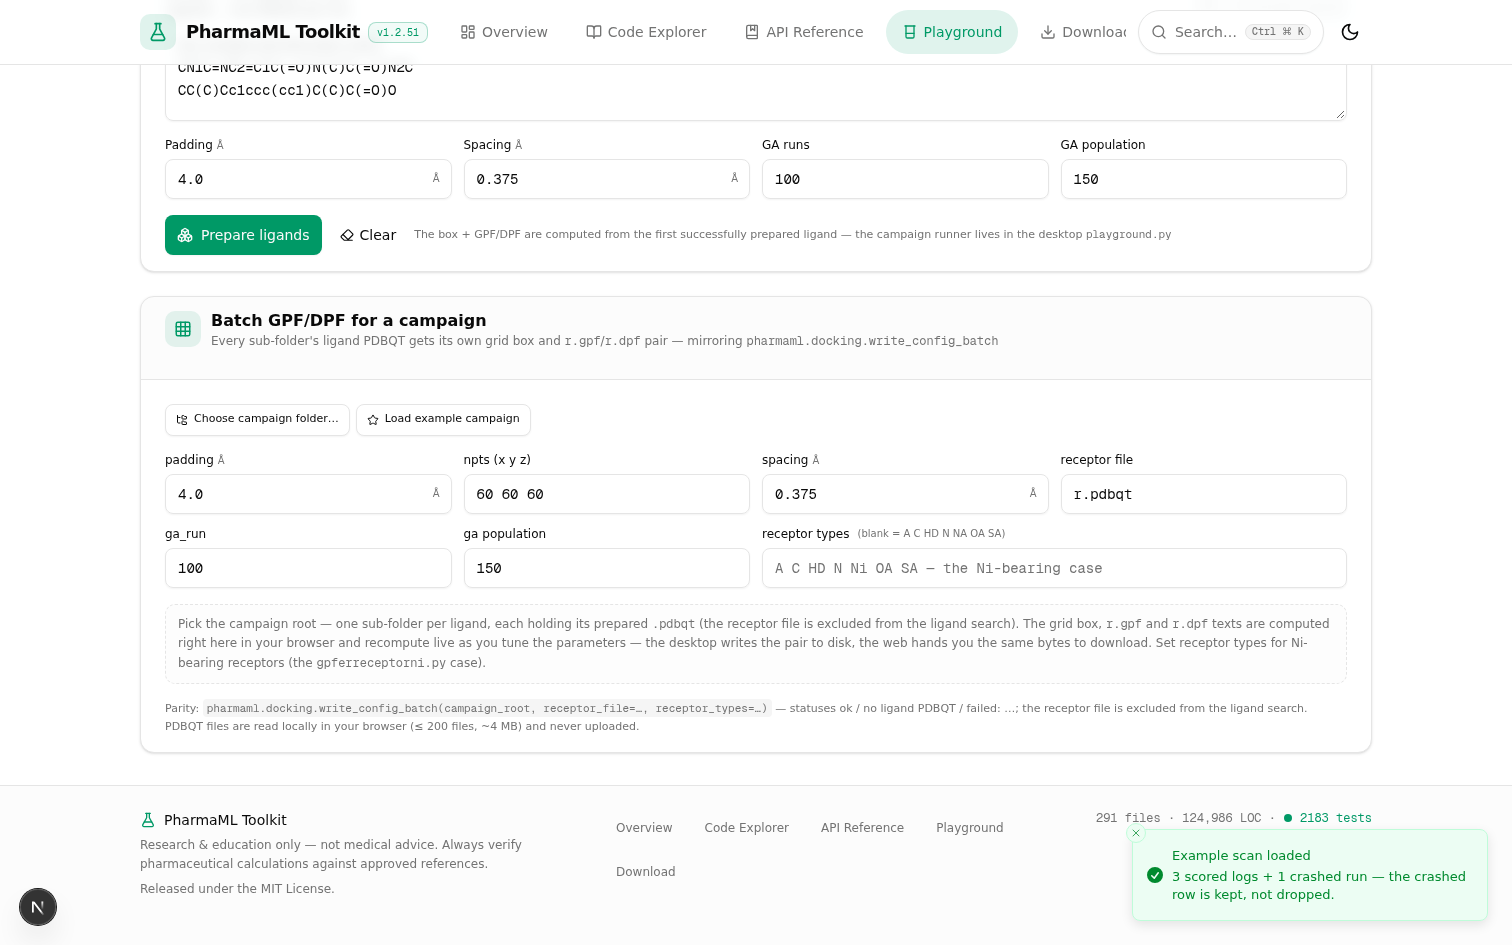 PharmaML Toolkit v1.2.51 Overview Code Explorer API Reference Playground Download Search... Ctrl ⌘ K
CN1C=NC2=C1C(=O)N(C)C(=O)N2C
CC(C)Cc1ccc(cc1)C(C)C(=O)O
Padding Å Spacing Å GA runs GA population
4.0 Å 0.375 Å 100 150
Prepare ligands Clear The box + GPF/DPF are computed from the first successfully prepared ligand — the campaign runner lives in the desktop playground.py
Batch GPF/DPF for a campaign
Every sub-folder's ligand PDBQT gets its own grid box and r.gpf/r.dpf pair — mirroring pharmaml.docking.write_config_batch
Choose campaign folder... Load example campaign
padding Å npts (x y z) spacing Å receptor file
4.0 Å 60 60 60 0.375 Å r.pdbqt
ga_run ga population receptor types (blank = A C HD N NA OA SA)
100 150 A C HD N Ni OA SA — the Ni-bearing case
Pick the campaign root — one sub-folder per ligand, each holding its prepared .pdbqt (the receptor file is excluded from the ligand search). The grid box, r.gpf and r.dpf texts are computed
right here in your browser and recompute live as you tune the parameters — the desktop writes the pair to disk, the web hands you the same bytes to download. Set receptor types for Ni-
bearing receptors (the gpferreceptorni.py case).
Parity: pharmaml.docking.write_config_batch(campaign_root, receptor_file=…, receptor_types=…) — statuses ok / no ligand PDBQT / failed: …; the receptor file is excluded from the ligand search.
PDBQT files are read locally in your browser (≤ 200 files, ~4 MB) and never uploaded.
PharmaML Toolkit
Research & education only — not medical advice. Always verify
pharmaceutical calculations against approved references.
Released under the MIT License.
Overview Code Explorer API Reference Playground
Download
291 files · 124,986 LOC · 2183 tests
Example scan loaded
3 scored logs + 1 crashed run — the crashed
row is kept, not dropped.